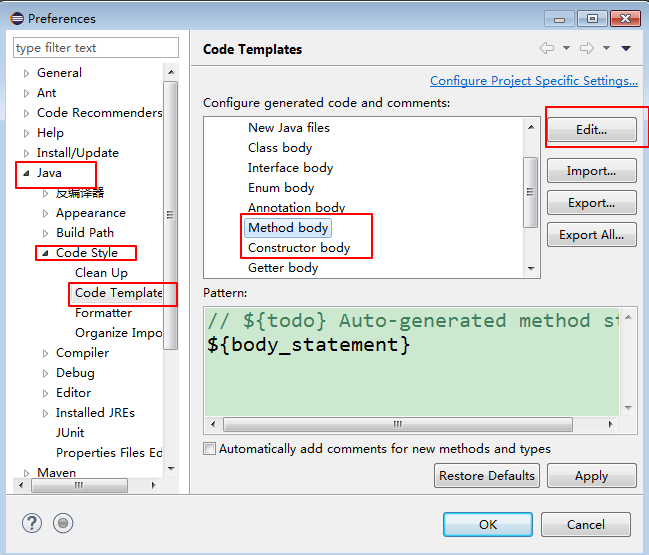 Preferences
type filter text
General
Ant
Code Recommenders
Help
Install/Update
Java
反编译器
Appearance
Build Path
Code Style
Clean Up
Code Template
Formatter
Organize Impo
Compiler
Debug
Editor
Installed JREs
JUnit
Properties Files Ed
Maven
Code Templates
Configure Project Specific Settings...
Configure generated code and comments:
New Java files
Class body
Interface body
Enum body
Annotation body
Method body
Constructor body
Getter body
Edit...
Import...
Export...
Export All...
Pattern:
// ${todo} Auto-generated method s
${body_statement}
Automatically add comments for new methods and types
Restore Defaults
Apply
OK
Cancel